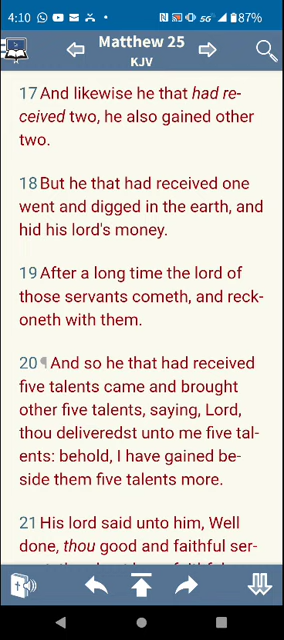 4:10 5G 87%
Matthew 25
KJV
17 And likewise he that had re-
ceived two, he also gained other
two.
18 But he that had received one
went and digged in the earth, and
hid his lord's money.
19 After a long time the lord of
those servants cometh, and reck-
oneth with them.
20 ¶ And so he that had received
five talents came and brought
other five talents, saying, Lord,
thou deliveredst unto me five tal-
ents: behold, I have gained be-
side them five talents more.
21 His lord said unto him, Well
done, thou good and faithful ser-